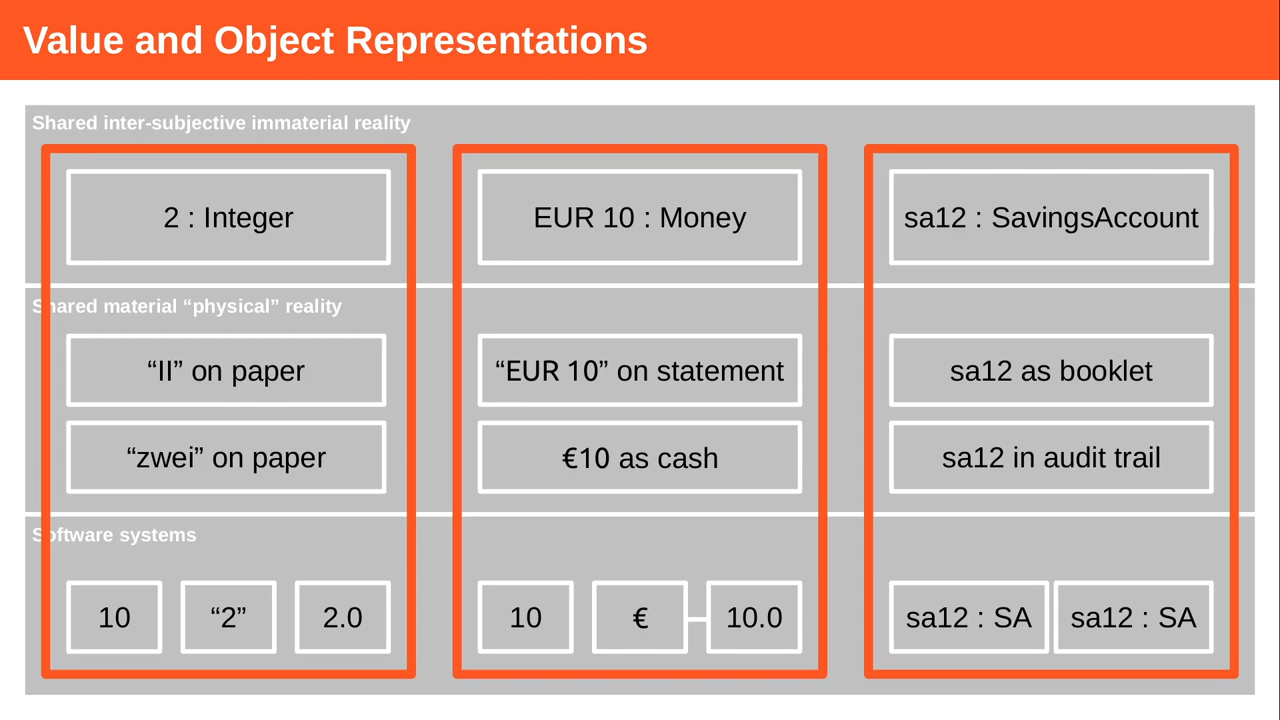 Value and Object Representations
Shared inter-subjective immaterial reality
2 : Integer
EUR 10 : Money
sa12 : SavingsAccount
Shared material “physical” reality
“II” on paper
“EUR 10” on statement
sa12 as booklet
“zwei” on paper
€10 as cash
sa12 in audit trail
Software systems
10
“2”
2.0
10
€
10.0
sa12 : SA
sa12 : SA